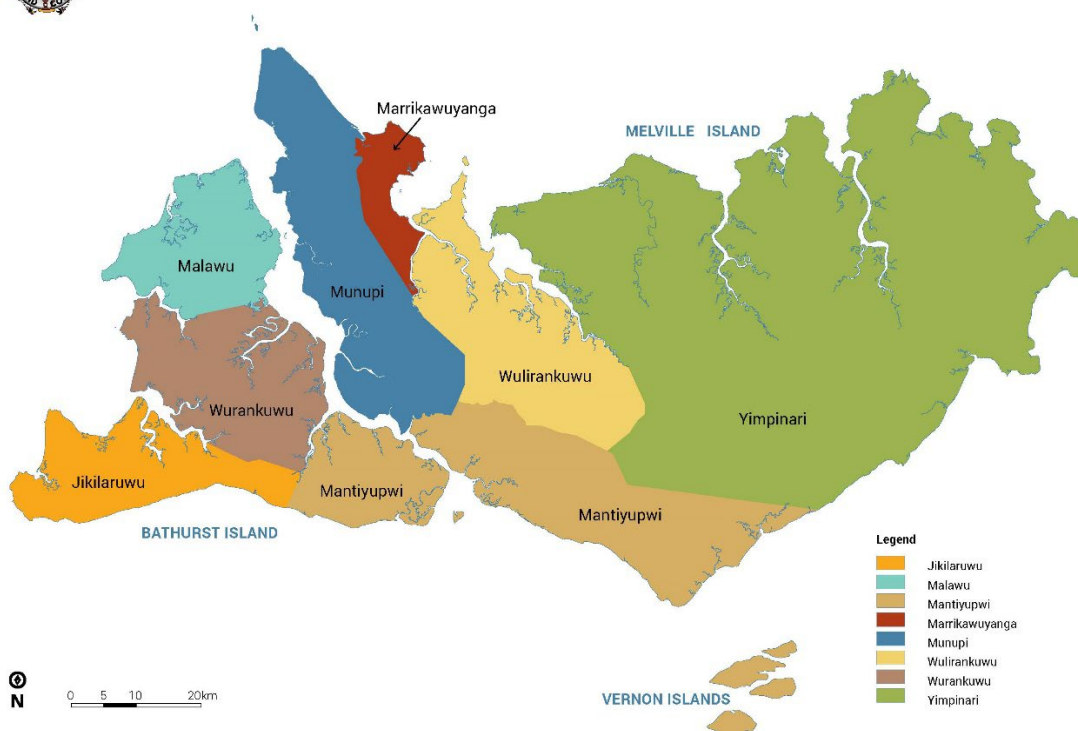 Marrikawuyanga
MELVILLE ISLAND
Malawu
Munupi
Wulirankuwu
Wurankuwu
Yimpinari
Jikilaruwu
Mantiyupwi
Mantiyupwi
BATHURST ISLAND
Legend
Jikilaruwu
Malawu
Mantiyupwi
Marrikawuyanga
Munupi
Wulirankuwu
Wurankuwu
Yimpinari
N
0 5 10 20km
VERNON ISLANDS